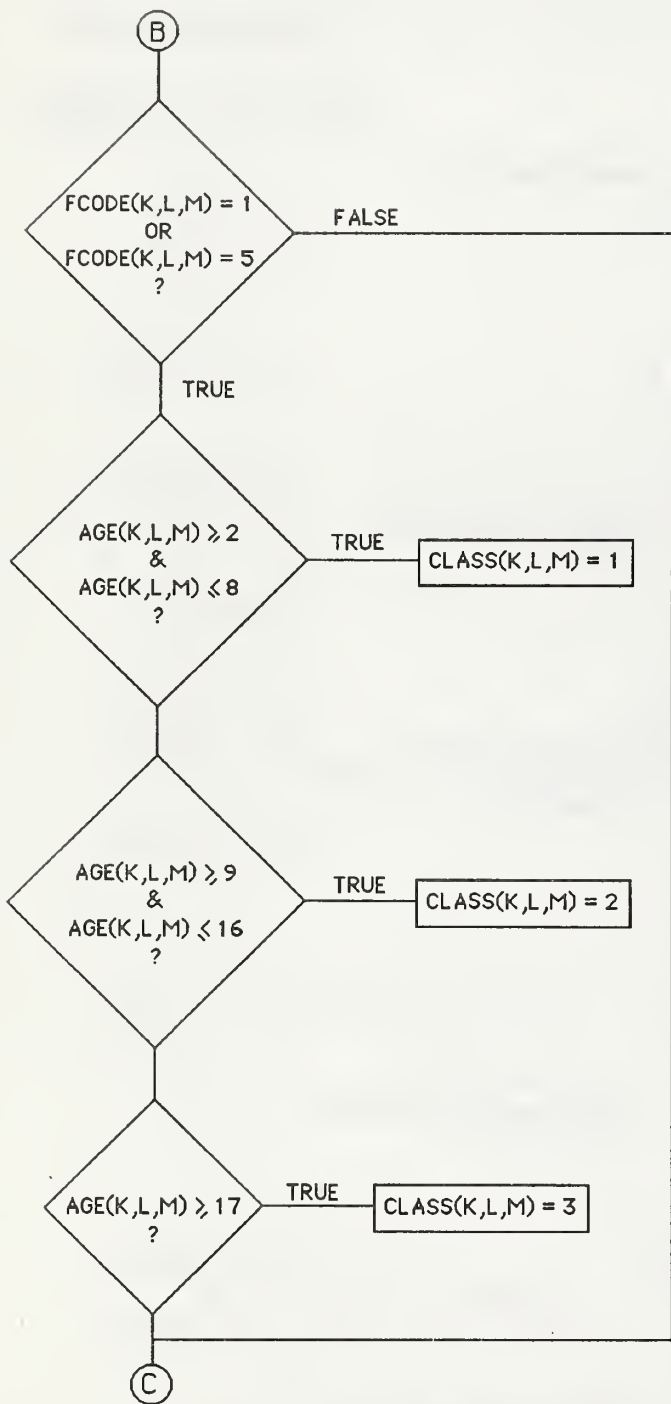 B
FCODE(K,L,M) = 1
OR
FCODE(K,L,M) = 5
?
FALSE
TRUE
AGE(K,L,M) ⩾ 2
&
AGE(K,L,M) ⩽ 8
?
TRUE
CLASS(K,L,M) = 1
AGE(K,L,M) ⩾ 9
&
AGE(K,L,M) ⩽ 16
?
TRUE
CLASS(K,L,M) = 2
AGE(K,L,M) ⩾ 17
?
TRUE
CLASS(K,L,M) = 3
C